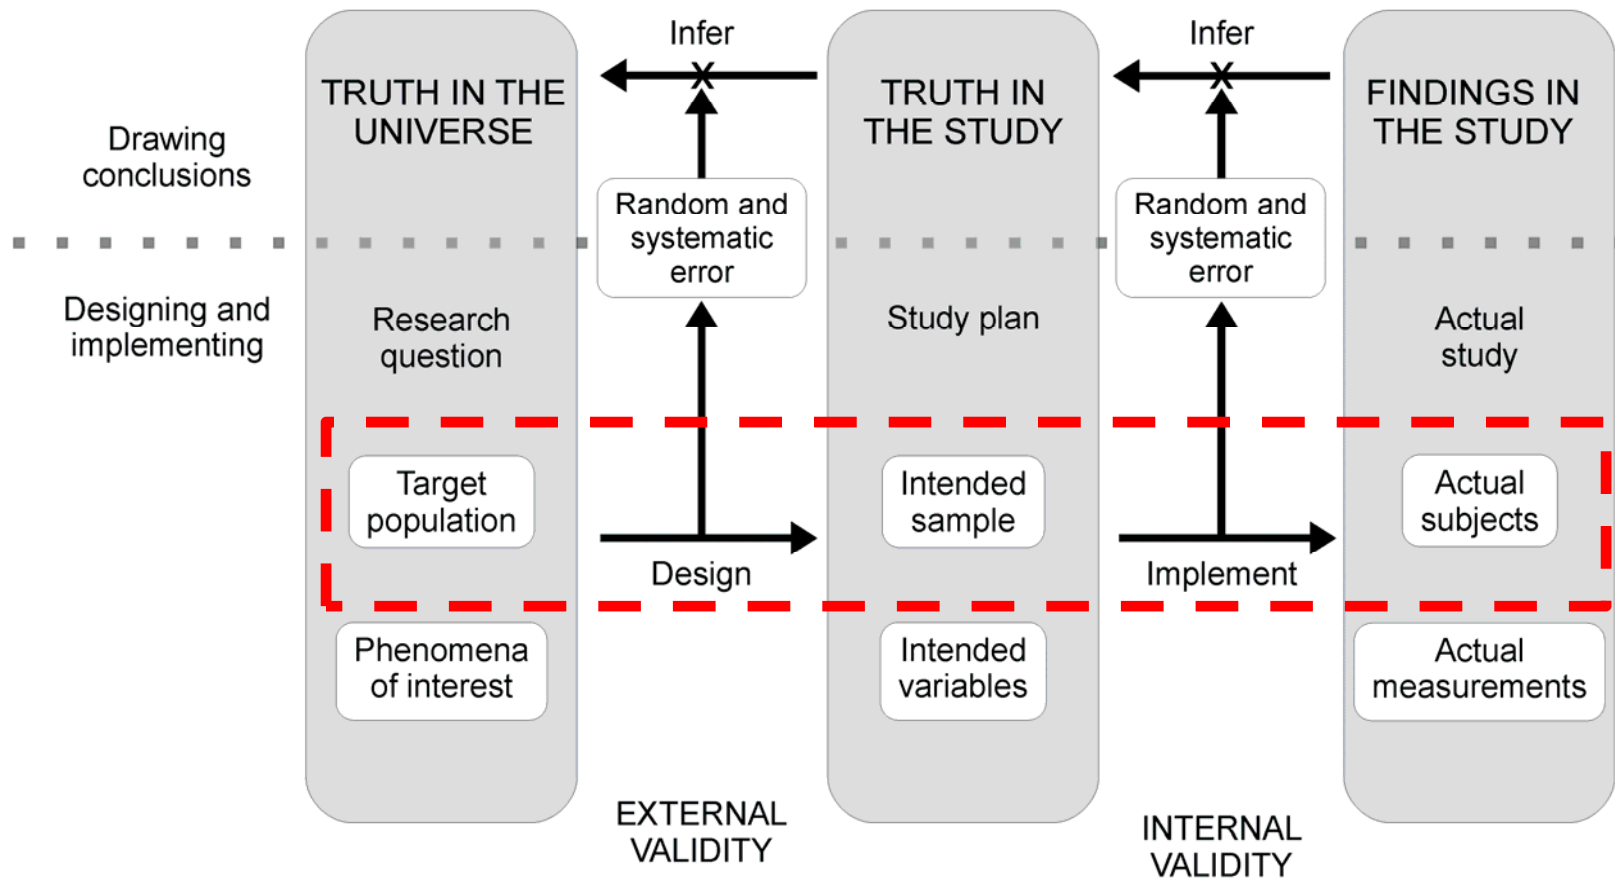 Infer
Infer
TRUTH IN THE
UNIVERSE
TRUTH IN
THE STUDY
FINDINGS IN
THE STUDY
Drawing
conclusions
Random and
systematic
error
Random and
systematic
error
Designing and
implementing
Research
question
Study plan
Actual
study
Target
population
Intended
sample
Actual
subjects
Design
Implement
Phenomena
of interest
Intended
variables
Actual
measurements
EXTERNAL
VALIDITY
INTERNAL
VALIDITY